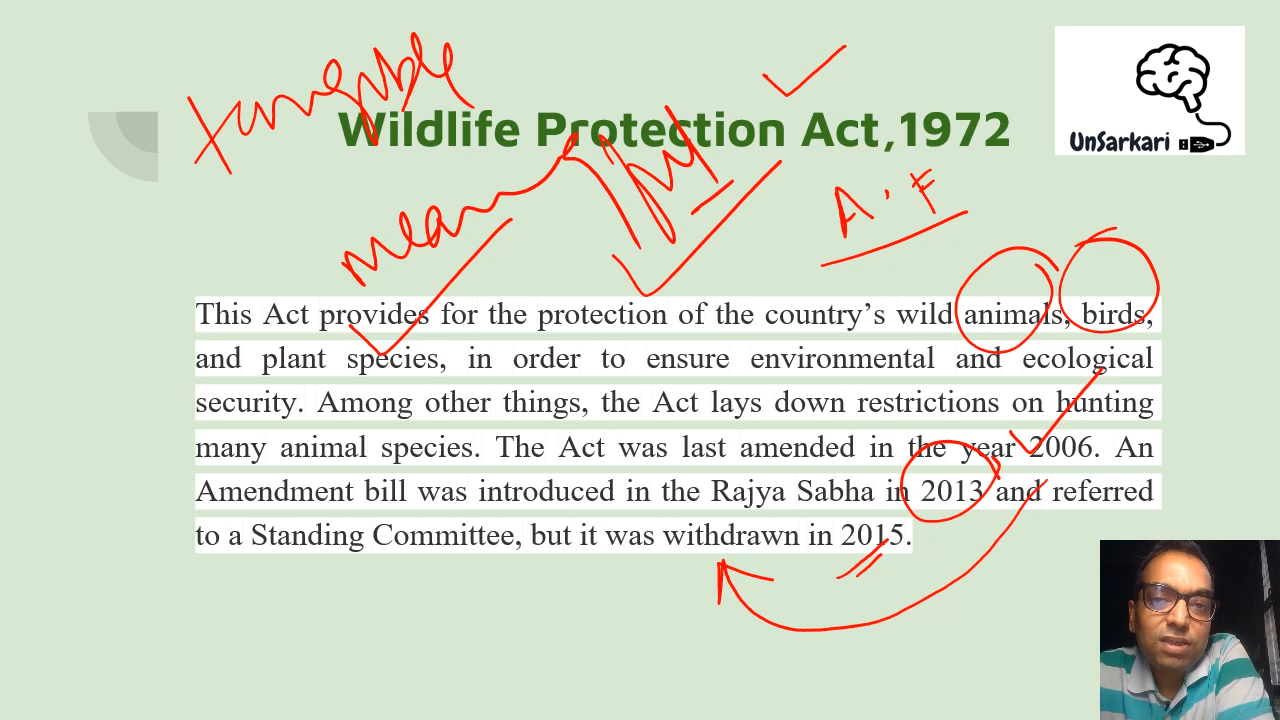 tangible
Wildlife Protection Act,1972
UnSarkari
A.F
This Act provides for the protection of the country's wild animals, birds,
and plant species, in order to ensure environmental and ecological
security. Among other things, the Act lays down restrictions on hunting
many animal species. The Act was last amended in the year 2006. An
Amendment bill was introduced in the Rajya Sabha in 2013 and referred
to a Standing Committee, but it was withdrawn in 2015.